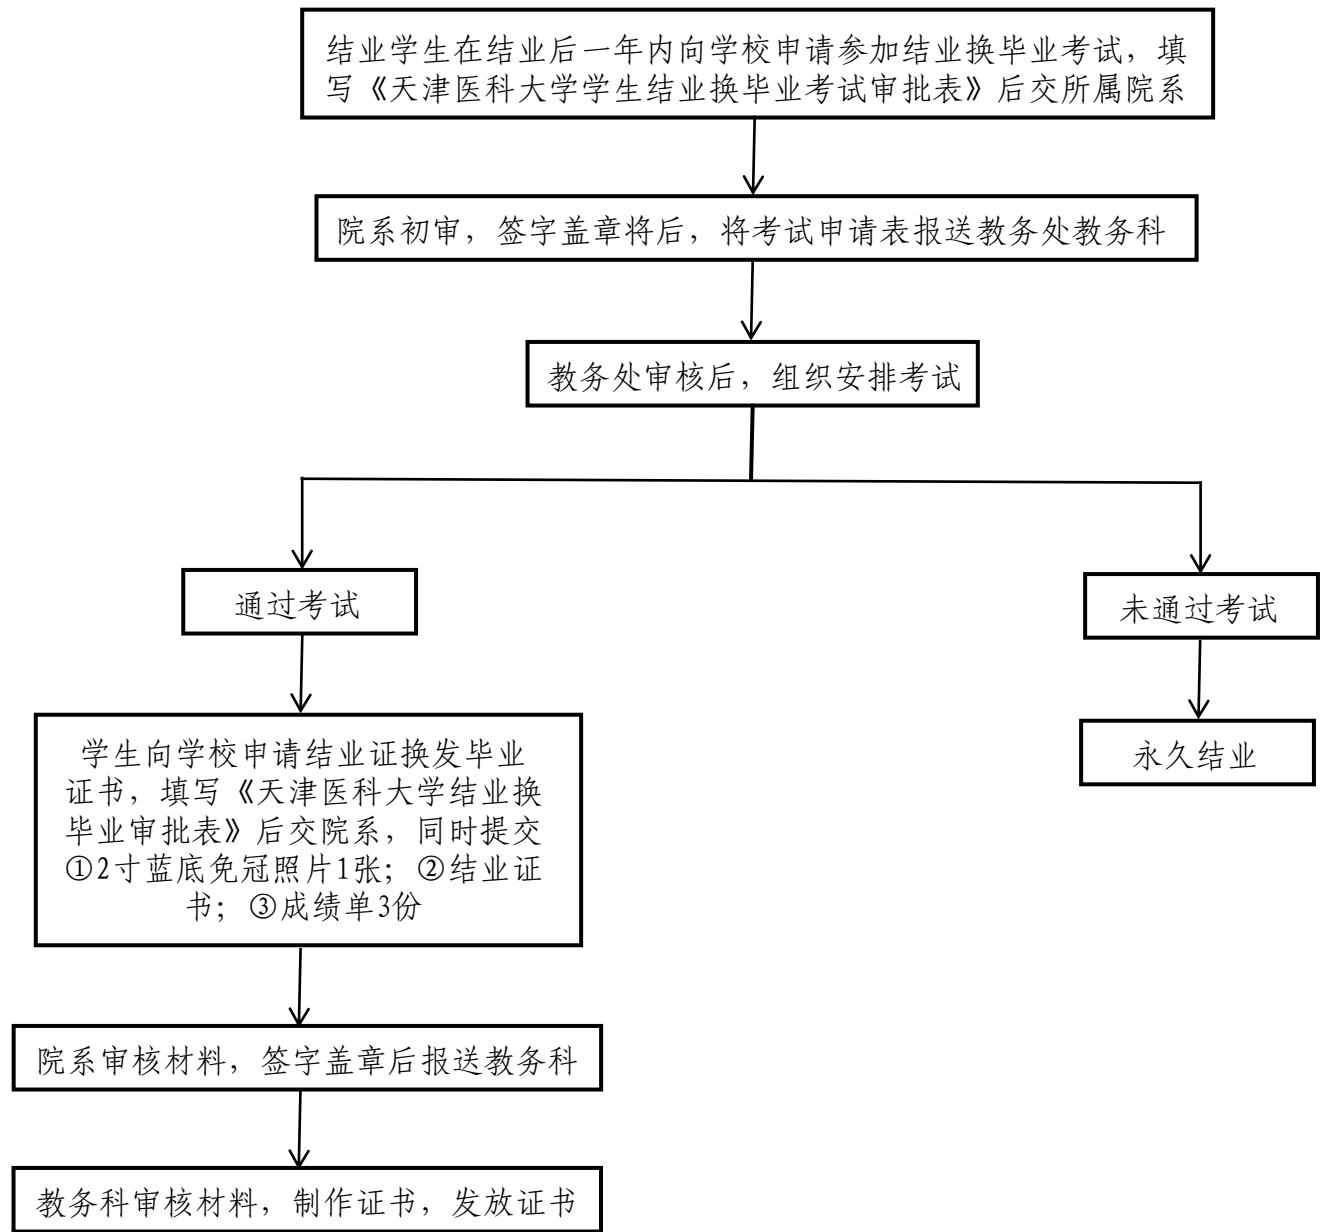 结业学生在结业后一年内向学校申请参加结业换毕业考试，填
写《天津医科大学学生结业换毕业考试审批表》后交所属院系
院系初审，签字盖章将后，将考试申请表报送教务处教务科
教务处审核后，组织安排考试
通过考试
未通过考试
学生向学校申请结业证换发毕业
证书，填写《天津医科大学结业换
毕业审批表》后交院系，同时提交
①2寸蓝底免冠照片1张；②结业证
书；③成绩单3份
永久结业
院系审核材料，签字盖章后报送教务科
教务科审核材料，制作证书，发放证书